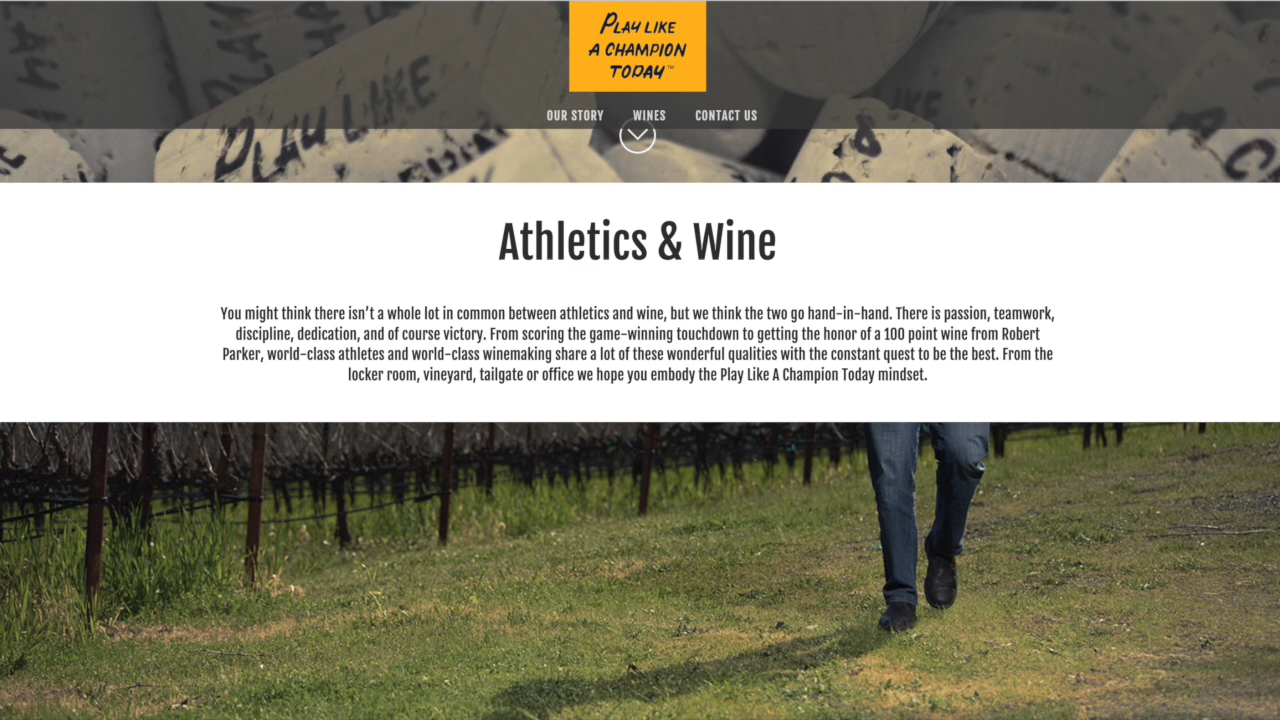 PLAY LIKE
A CHAMPION
TODAY™
OUR STORY
WINES
CONTACT US
PLAY LIKE
Athletics & Wine
You might think there isn't a whole lot in common between athletics and wine, but we think the two go hand-in-hand. There is passion, teamwork,
discipline, dedication, and of course victory. From scoring the game-winning touchdown to getting the honor of a 100 point wine from Robert
Parker, world-class athletes and world-class winemaking share a lot of these wonderful qualities with the constant quest to be the best. From the
locker room, vineyard, tailgate or office we hope you embody the Play Like A Champion Today mindset.